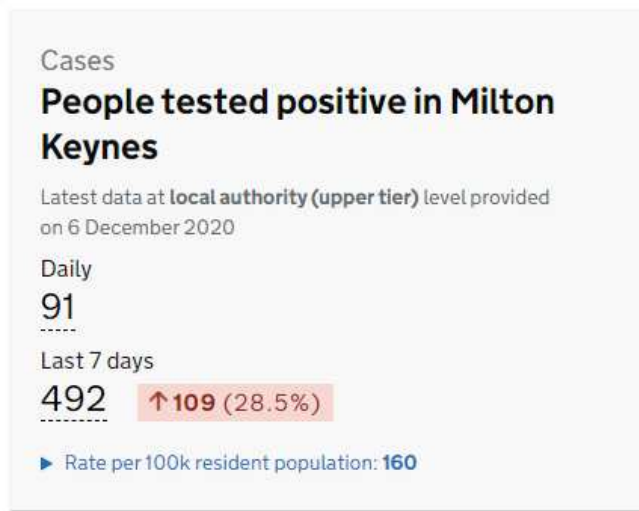 Cases
People tested positive in Milton
Keynes
Latest data at local authority (upper tier) level provided
on 6 December 2020
Daily
91
Last 7 days
492 ↑109 (28.5%)
► Rate per 100k resident population: 160